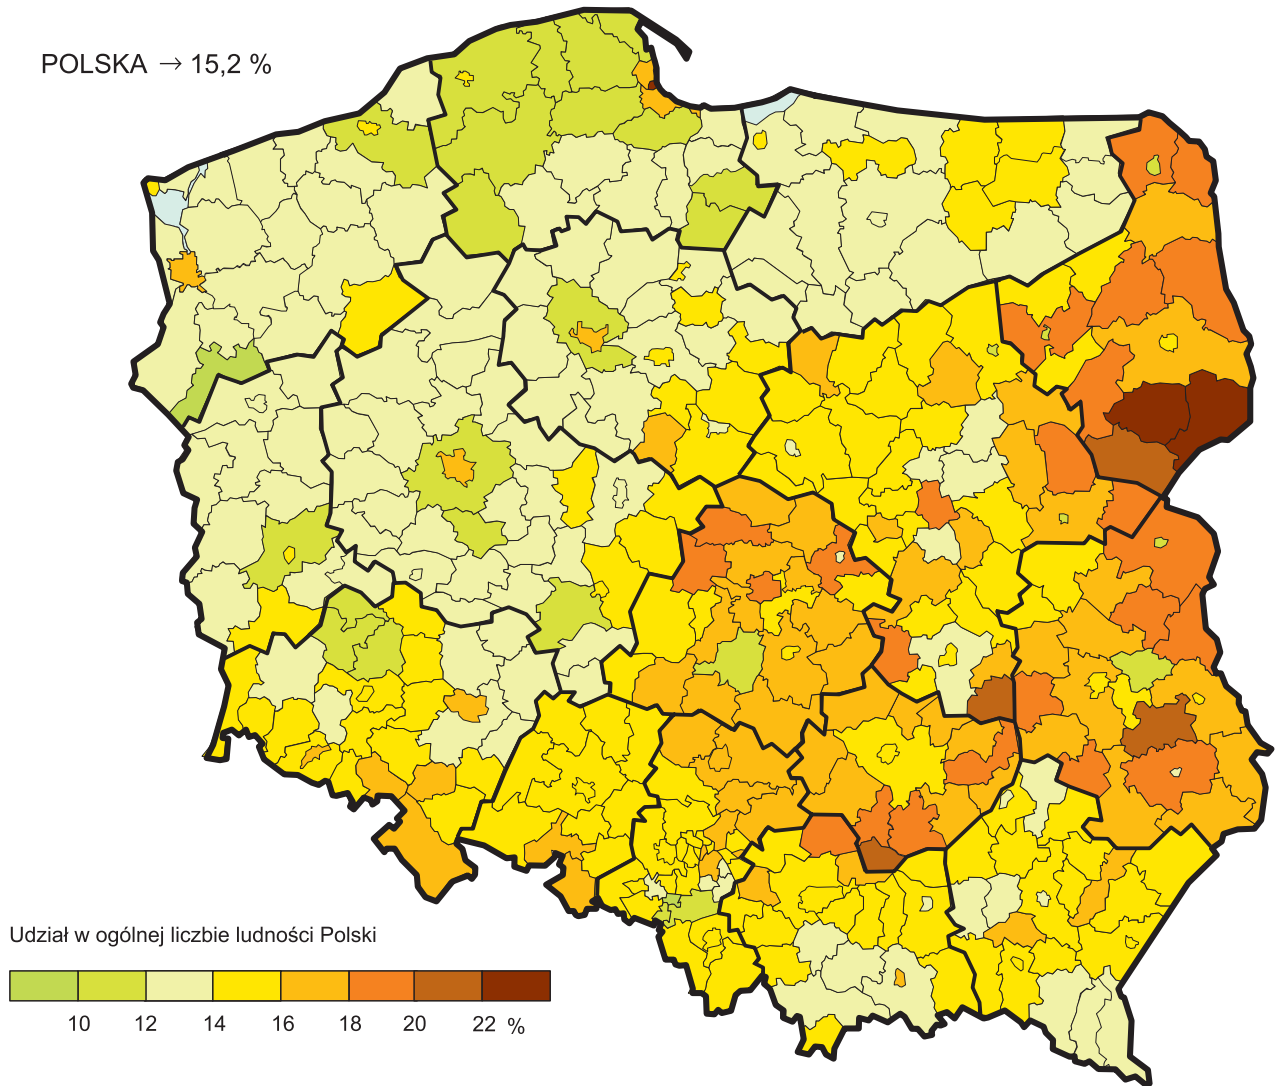 POLSKA → 15,2 %
Udział w ogólnej liczbie ludności Polski
10 12 14 16 18 20 22 %